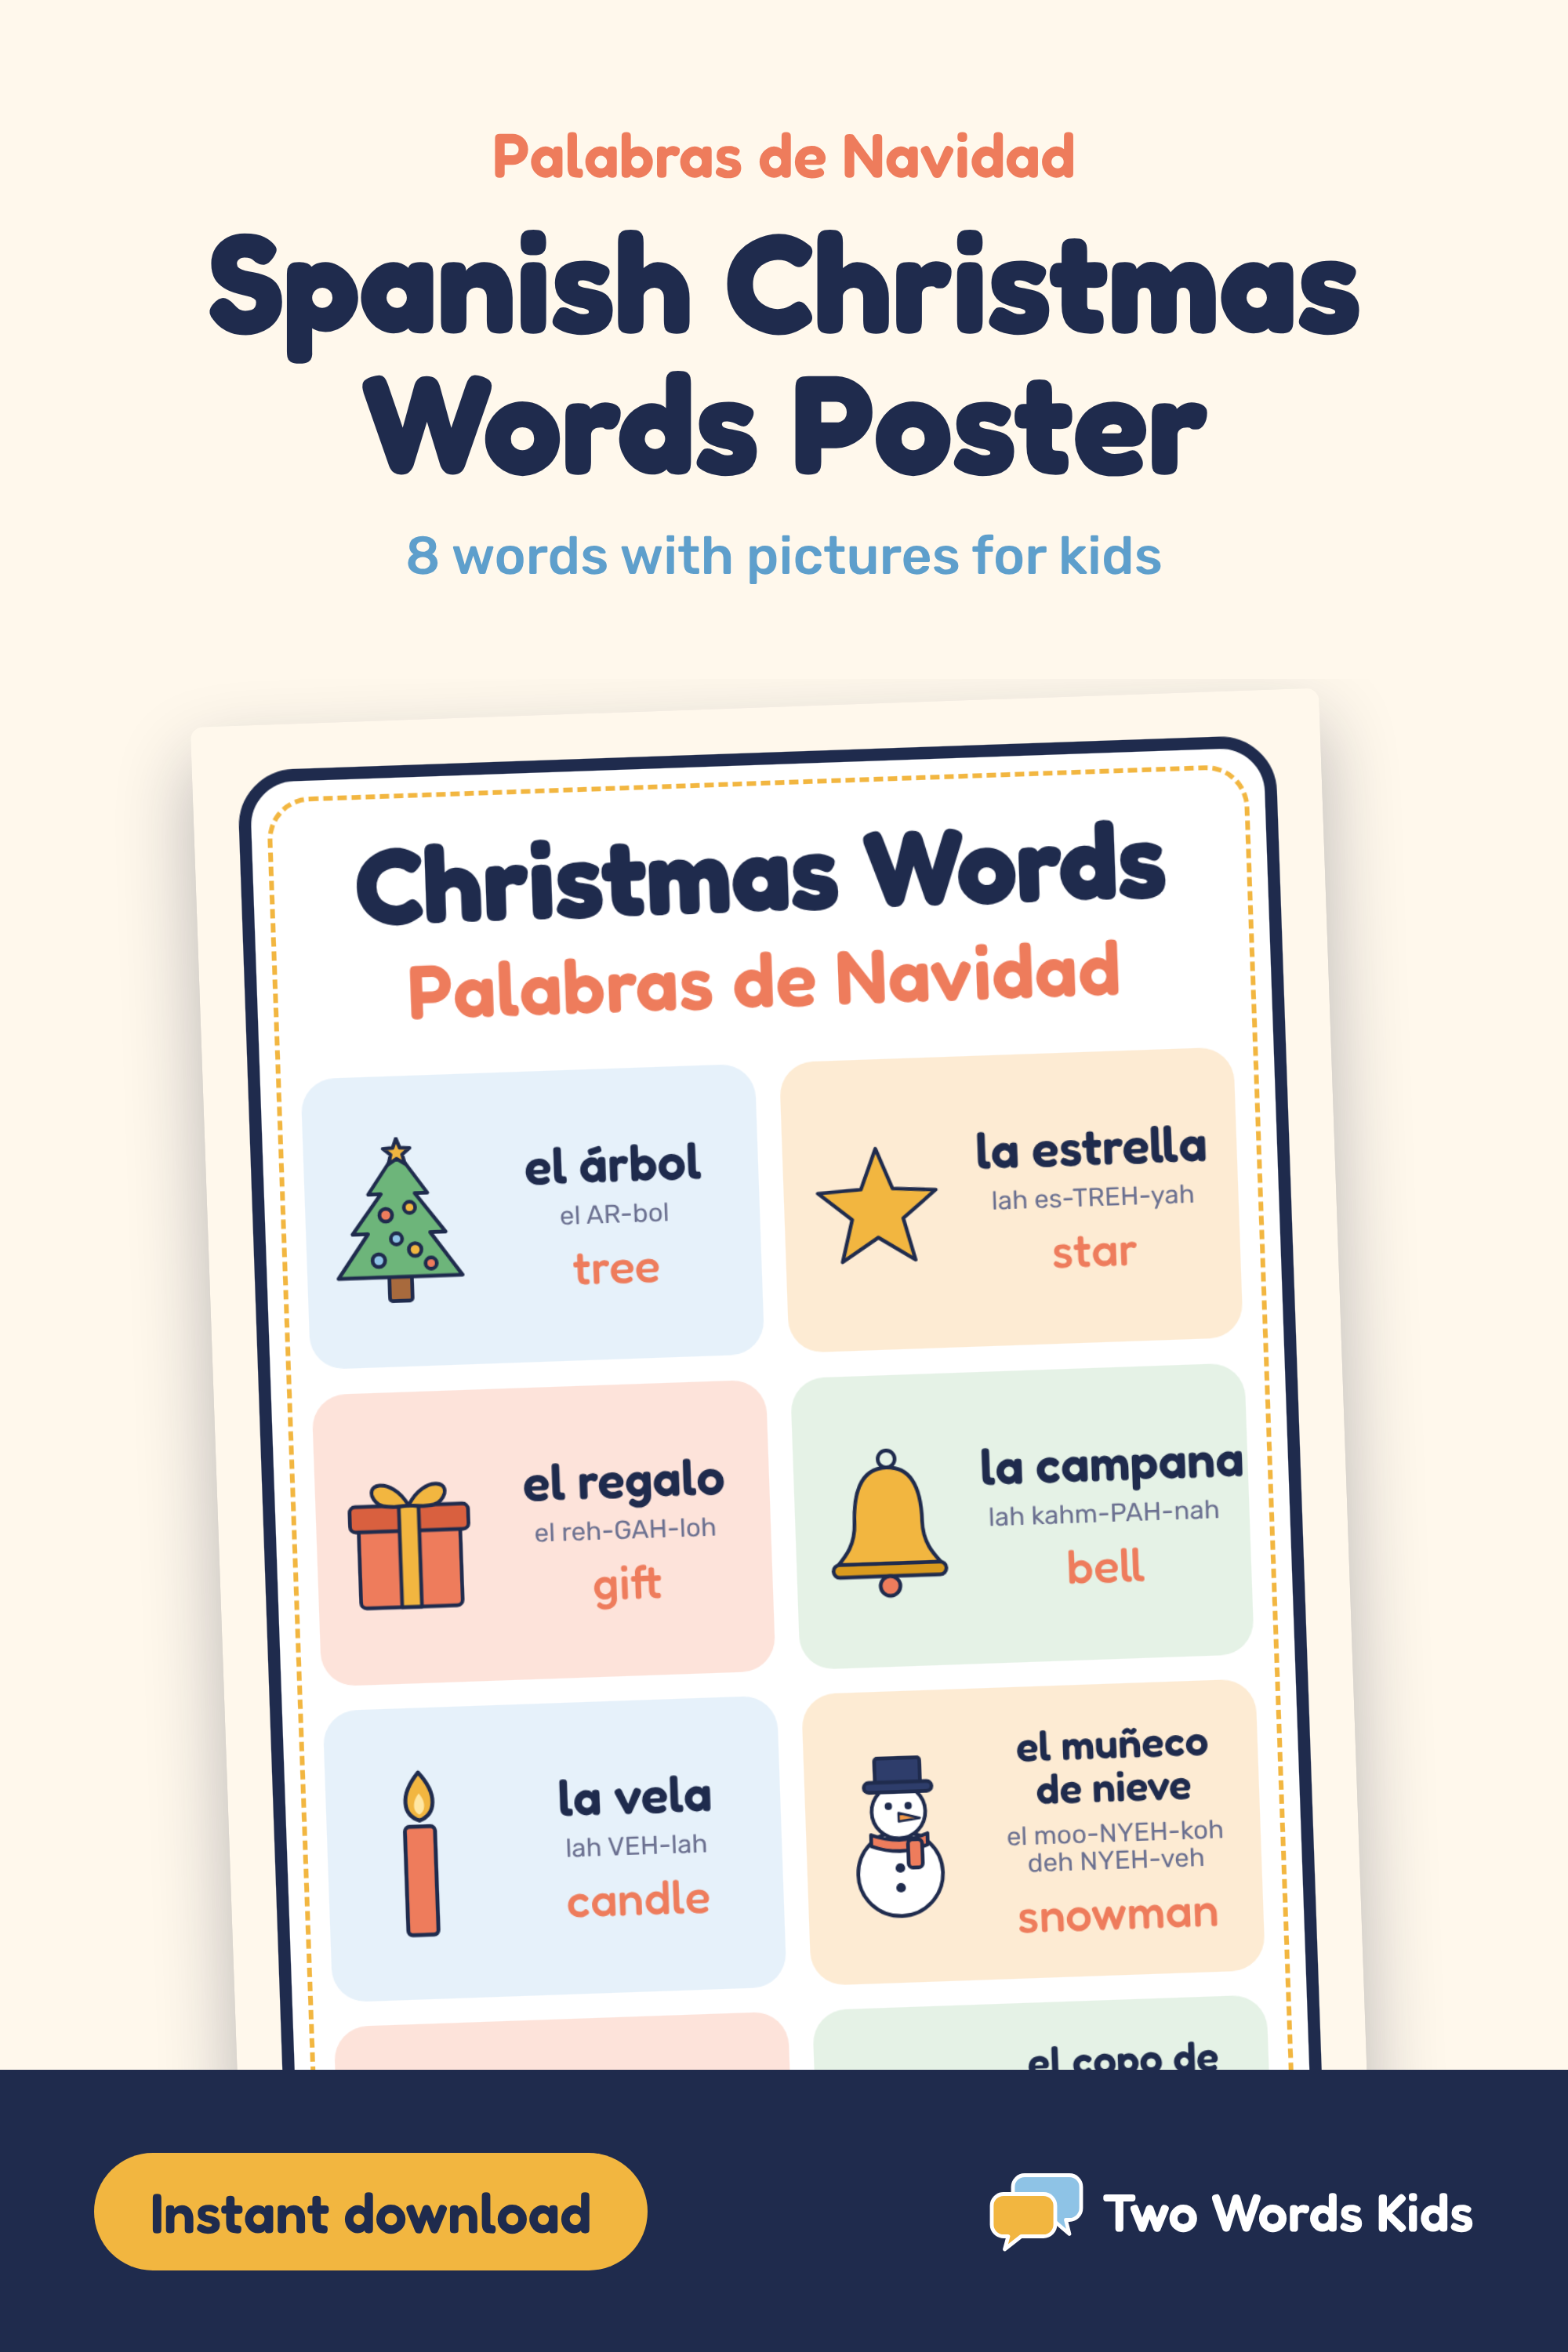 Palabras de Navidad
Spanish Christmas
Words Poster
8 words with pictures for kids
Christmas Words
Palabras de Navidad
el árbol
el AR-bol
tree
la estrella
lah es-TREH-yah
star
el regalo
el reh-GAH-loh
gift
la campana
lah kahm-PAH-nah
bell
la vela
lah VEH-lah
candle
el muñeco
de nieve
el moo-NYEH-koh
deh NYEH-veh
snowman
el copo de
Instant download
Two Words Kids